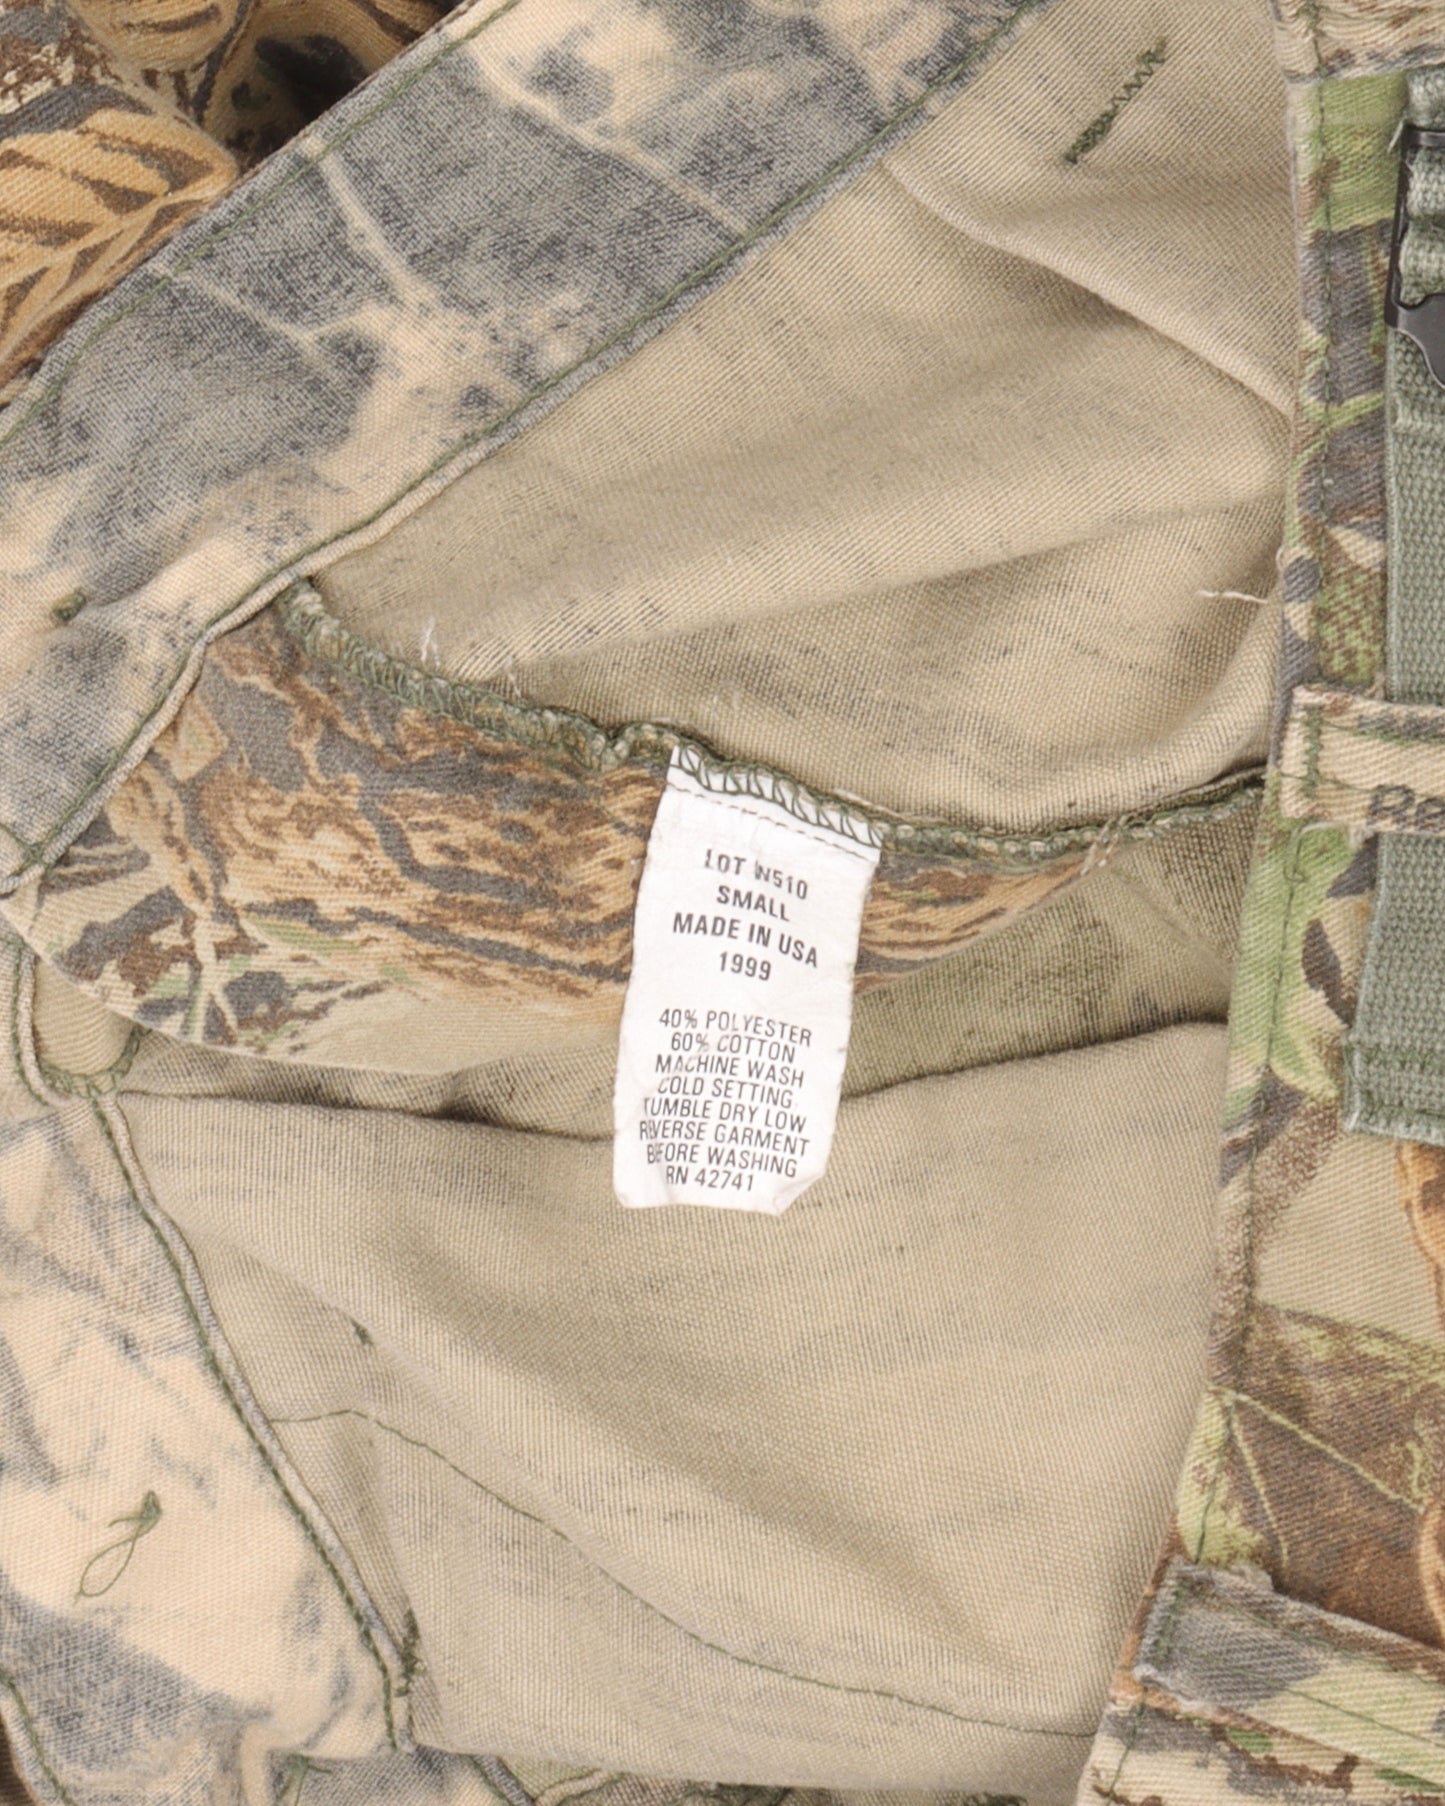 LOT W510
SMALL
MADE IN USA
1999
40% POLYESTER
60% COTTON
MACHINE WASH
COLD SETTING
TUMBLE DRY LOW
REVERSE GARMENT
BEFORE WASHING
RN 42741